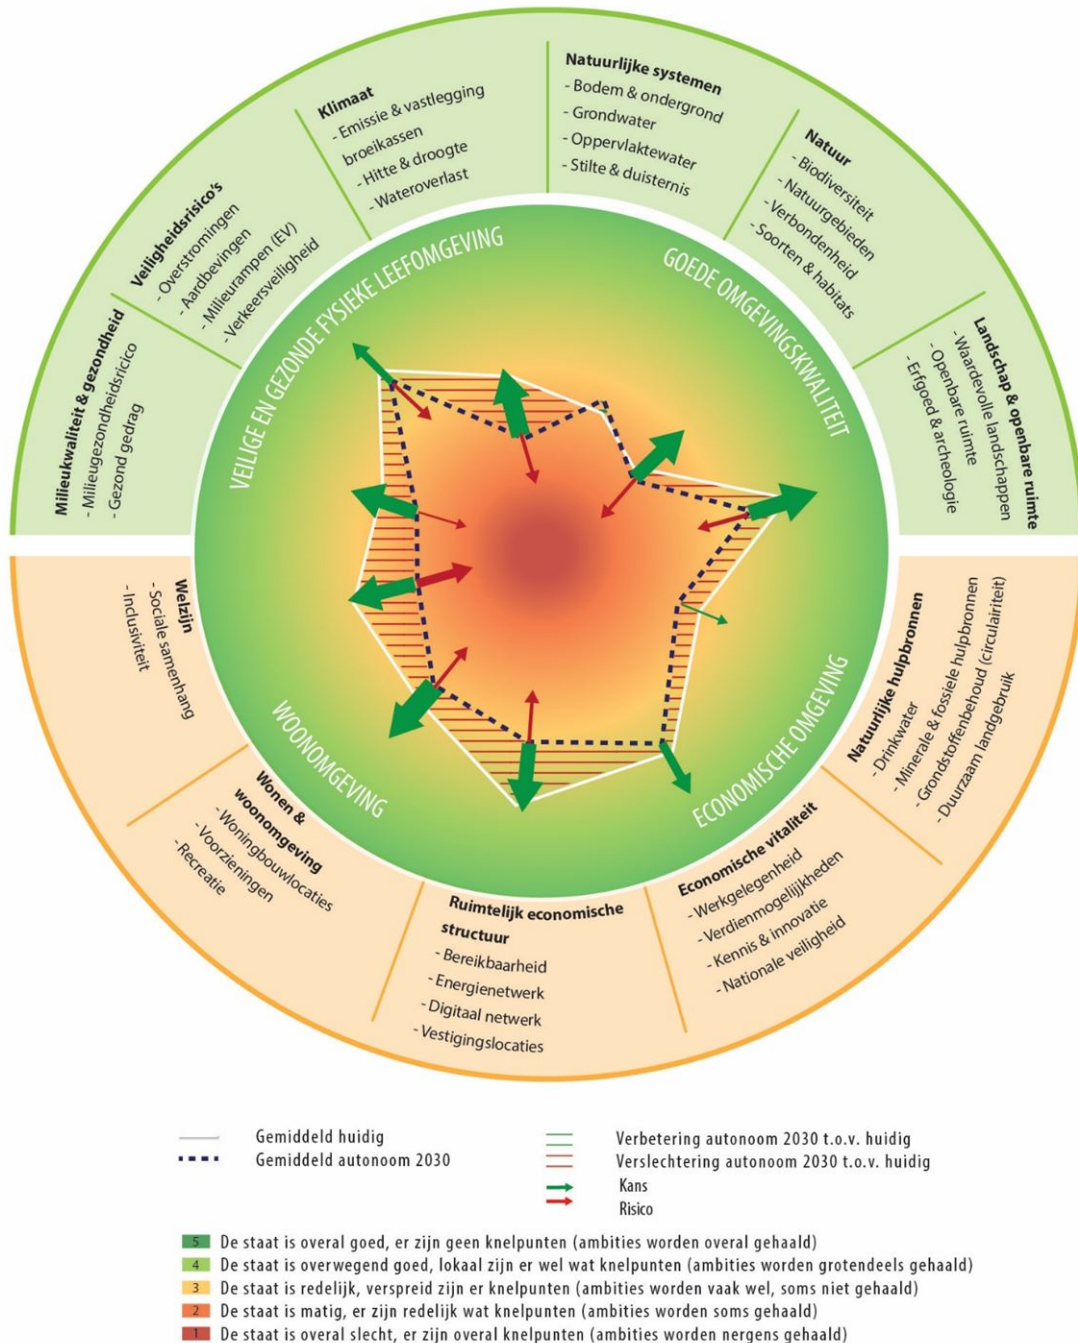 Milieukwaliteit & gezondheid
- Milieugezondheidsricico
- Gezond gedrag
Veiligheidsrisico's
- Overstromingen
- Aardbevingen
- Milieurampen (EV)
- Verkeersveiligheid
Klimaat
- Emissie & vastlegging
broeikassen
- Hitte & droogte
- Wateroverlast
Natuurlijke systemen
- Bodem & ondergrond
- Grondwater
- Oppervlaktewater
- Stilte & duisternis
Natuur
- Biodiversiteit
- Natuurgebieden
- Verbondenheid
- Soorten & habitats
Landschap & openbare ruimte
- Waardevolle landschappen
- Openbare ruimte
- Erfgoed & archeologie
VEILIGE EN GEZONDE FYSIEKE LEEFOMGEVING
GOEDE OMGEVINGSKWALITEIT
WOONOMGEVING
ECONOMISCHE OMGEVING
Welzijn
- Sociale samenhang
- Inclusiviteit
Wonen &
woonomgeving
- Woningbouwlocaties
- Voorzieningen
- Recreatie
Ruimtelijk economische
structuur
- Bereikbaarheid
- Energienetwerk
- Digitaal netwerk
- Vestigingslocaties
Economische vitaliteit
- Werkgelegenheid
- Verdienmogelijkheden
- Kennis & innovatie
- Nationale veiligheid
Natuurlijke hulpbronnen
- Drinkwater
- Minerale & fossiele hulpbronnen
- Grondstoffenbehoud (circulairiteit)
- Duurzaam landgebruik
Gemiddeld huidig
Gemiddeld autonoom 2030
Verbetering autonoom 2030 t.o.v. huidig
Verslechtering autonoom 2030 t.o.v. huidig
Kans
Risico
5 De staat is overal goed, er zijn geen knelpunten (ambities worden overal gehaald)
4 De staat is overwegend goed, lokaal zijn er wel wat knelpunten (ambities worden grotendeels gehaald)
3 De staat is redelijk, verspreid zijn er knelpunten (ambities worden vaak wel, soms niet gehaald)
2 De staat is matig, er zijn redelijk wat knelpunten (ambities worden soms gehaald)
1 De staat is overal slecht, er zijn overal knelpunten (ambities worden nergens gehaald)